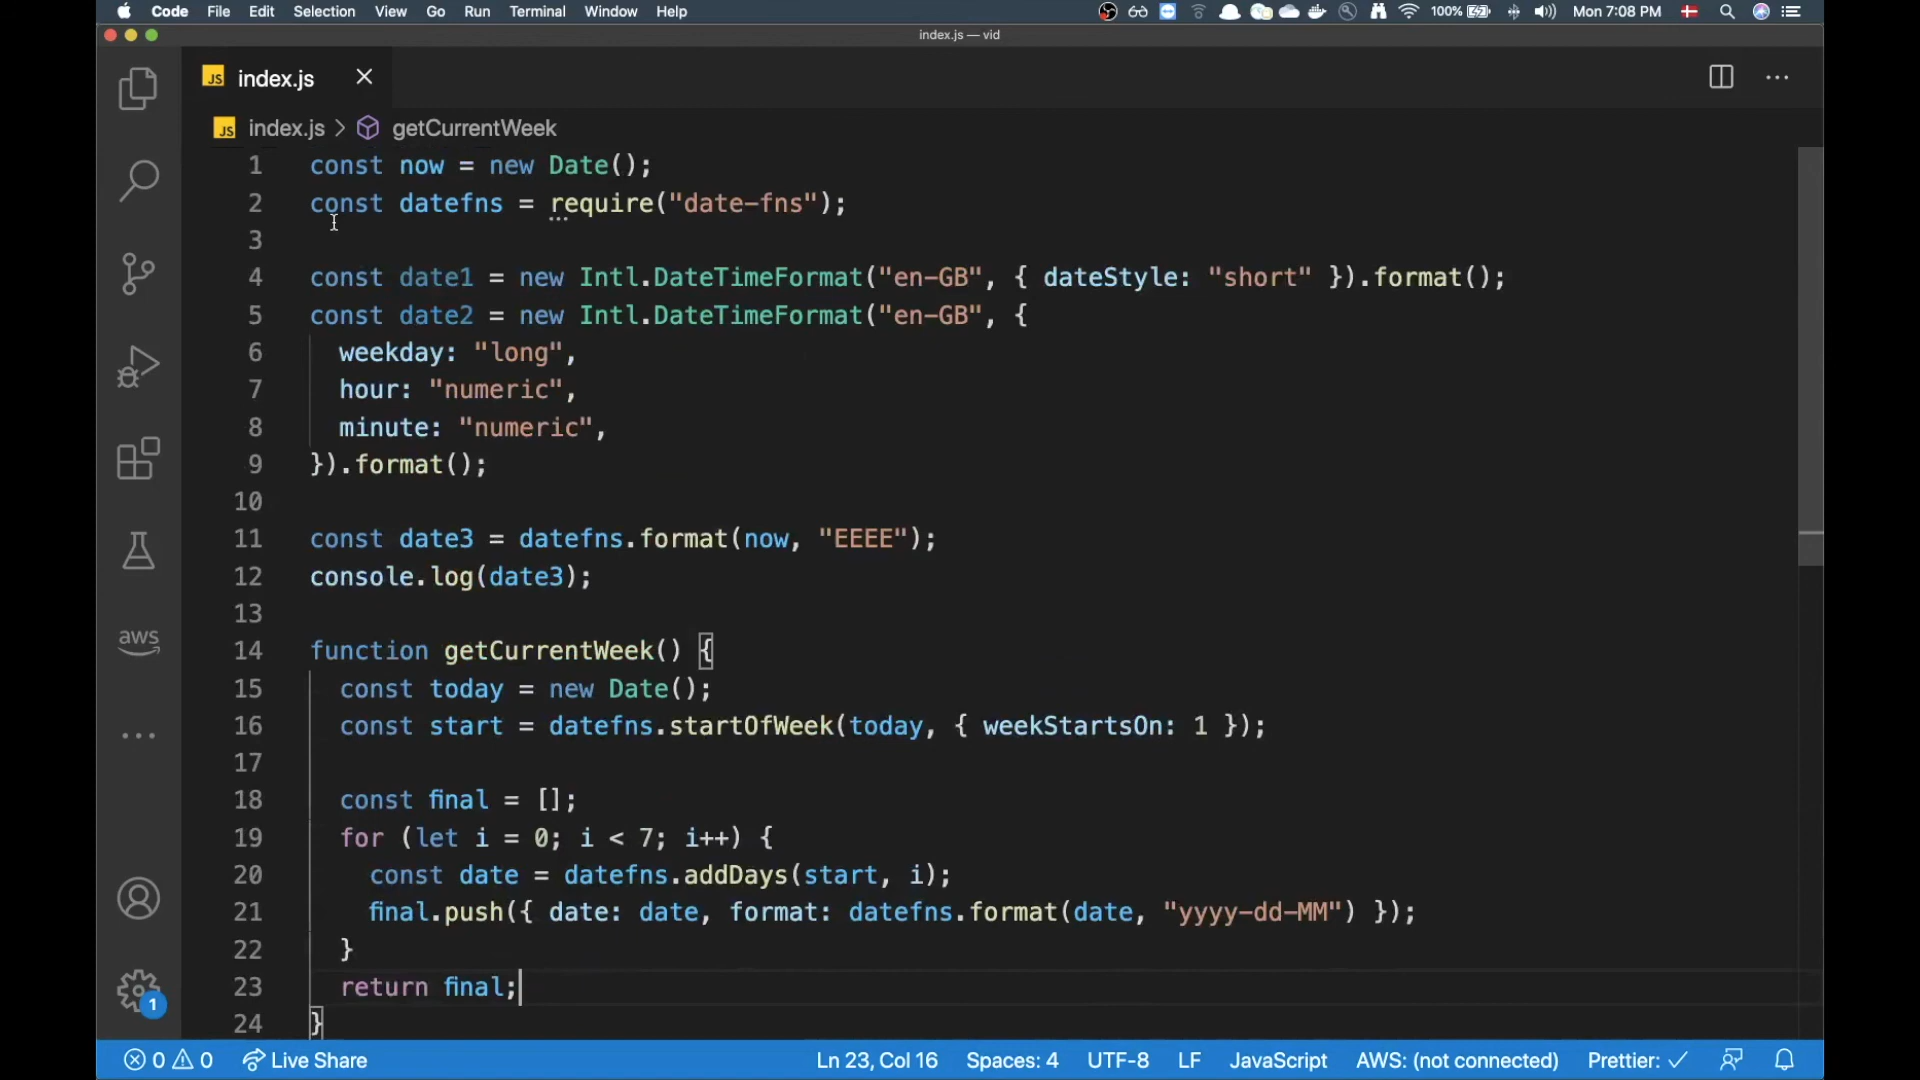 Code File Edit Selection View Go Run Terminal Window Help 100% Mon 7:08 PM
index.js — vid
JS index.js
JS index.js > getCurrentWeek
1 const now = new Date();
2 const datefns = require("date-fns");
3
4 const date1 = new Intl.DateTimeFormat("en-GB", { dateStyle: "short" }).format();
5 const date2 = new Intl.DateTimeFormat("en-GB", {
6 weekday: "long",
7 hour: "numeric",
8 minute: "numeric",
9 }).format();
10
11 const date3 = datefns.format(now, "EEEE");
12 console.log(date3);
13
14 function getCurrentWeek() {
15 const today = new Date();
16 const start = datefns.startOfWeek(today, { weekStartsOn: 1 });
17
18 const final = [];
19 for (let i = 0; i < 7; i++) {
20 const date = datefns.addDays(start, i);
21 final.push({ date: date, format: datefns.format(date, "yyyy-dd-MM") });
22 }
23 return final;
24 }
aws
1
0 0 Live Share Ln 23, Col 16 Spaces: 4 UTF-8 LF JavaScript AWS: (not connected) Prettier: ✓